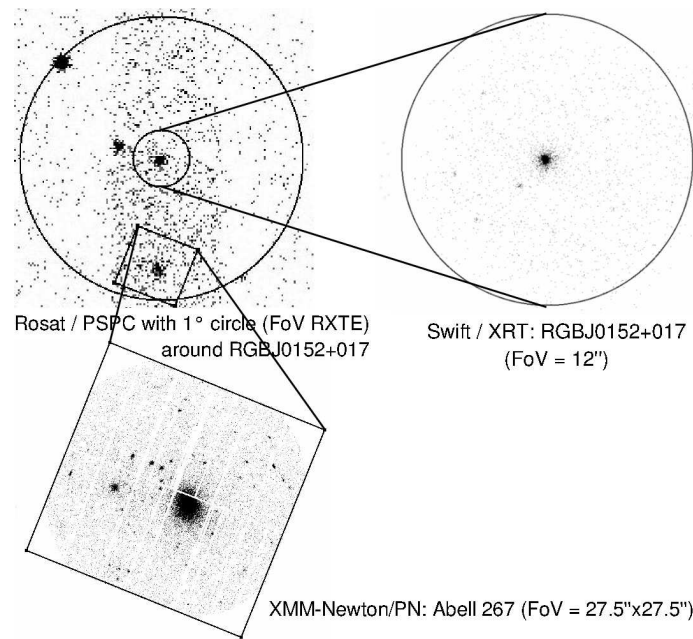 Rosat / PSPC with 1° circle (FoV RXTE)
around RGBJ0152+017
Swift / XRT: RGBJ0152+017
(FoV = 12")
XMM-Newton/PN: Abell 267 (FoV = 27.5"x27.5")